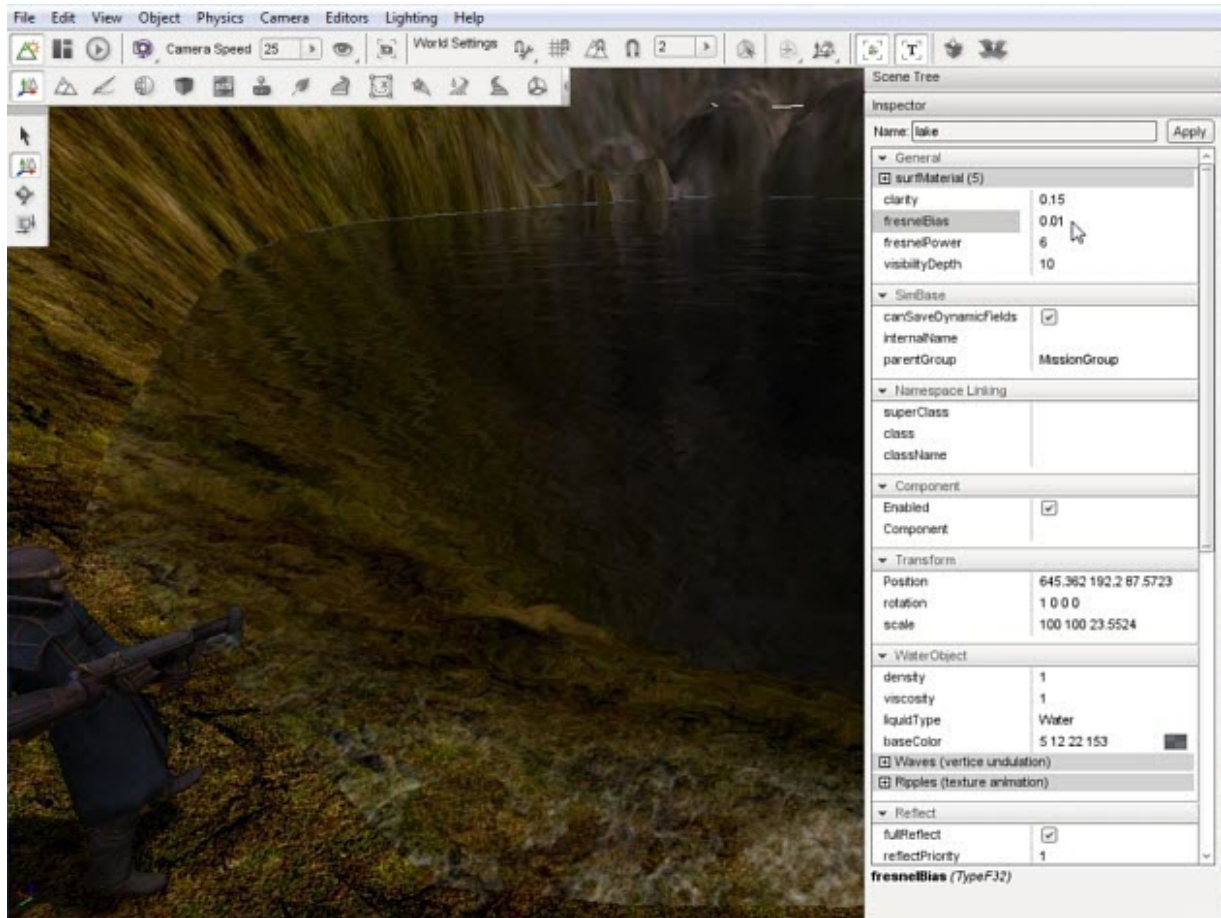 File Edit View Object Physics Camera Editors Lighting Help
Camera Speed 25 World Settings 2
T
Scene Tree
Inspector
Name: lake Apply
General
surfMaterial (5)
clarity 0.15
fresnelBias 0.01
fresnelPower 6
visibilityDepth 10
SimBase
canSaveDynamicFields
internalName
parentGroup MissionGroup
Namespace Linking
superClass
class
className
Component
Enabled
Component
Transform
Position 645.362 192.2 87.5723
rotation 1 0 0 0
scale 100 100 23.5524
WaterObject
density 1
viscosity 1
liquidType Water
baseColor 5 12 22 153
Waves (vertice undulation)
Ripples (texture animation)
Reflect
fullReflect
reflectPriority 1
fresnelBias (TypeF32)